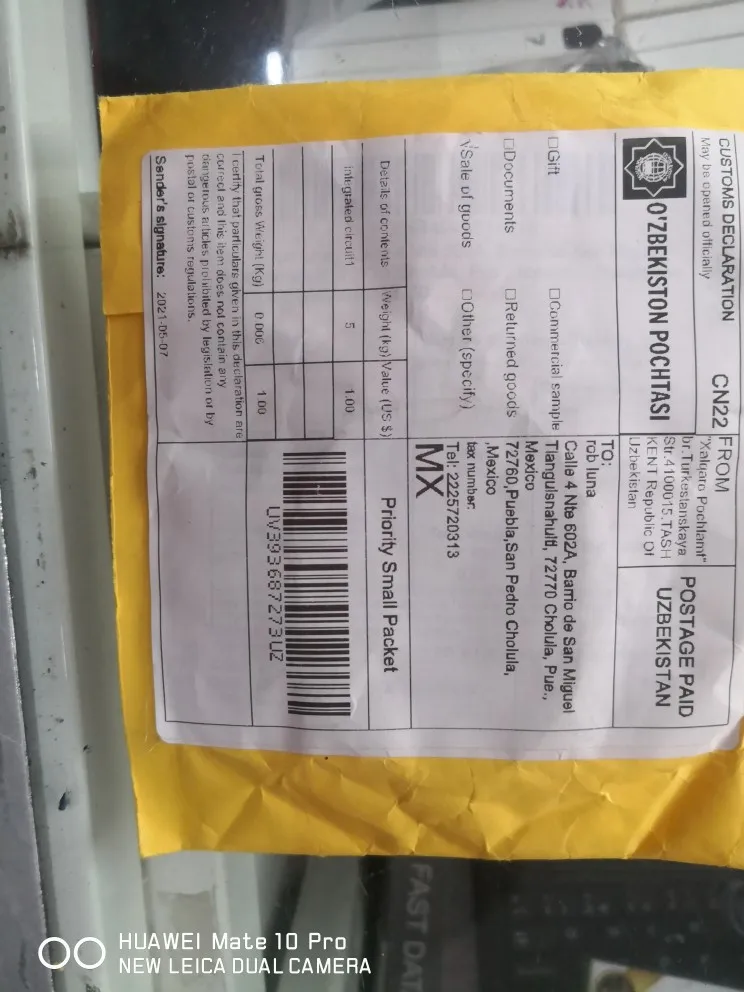 CUSTOMS DECLARATION
May be opened officially
CN22
O'ZBEKISTON POCHTASI
FROM
"Xalqaro Pochtamt"
br.Turkestanskaya
Str.4100015.TASH
KENT Republic Of
Uzbekistan
POSTAGE PAID
UZBEKISTAN
□Gift □Commercial sample
□Documents □Returned goods
√Sale of goods □Other (specify)
TO:
rob luna
Calle 4 Nte 602A, Barrio de San Miguel
Tianguisnahuitl, 72770 Cholula, Pue.,
Mexico
72760,Puebla,San Pedro Cholula,
,Mexico
tax number:
Tel: 2225720313
MX
Details of contents Weight (kg) Value (US $)
integrated circuit1 5 1.00
Total gross Weight (Kg) 0.006 1.00
I certify that particulars given in this declaration are
correct and this item does not contain any
dangerous articles prohibited by legislation or by
postal or customs regulations.
Sender's signature: 2021-05-07
Priority Small Packet
UV393687273UZ
FAST DAT
HUAWEI Mate 10 Pro
NEW LEICA DUAL CAMERA